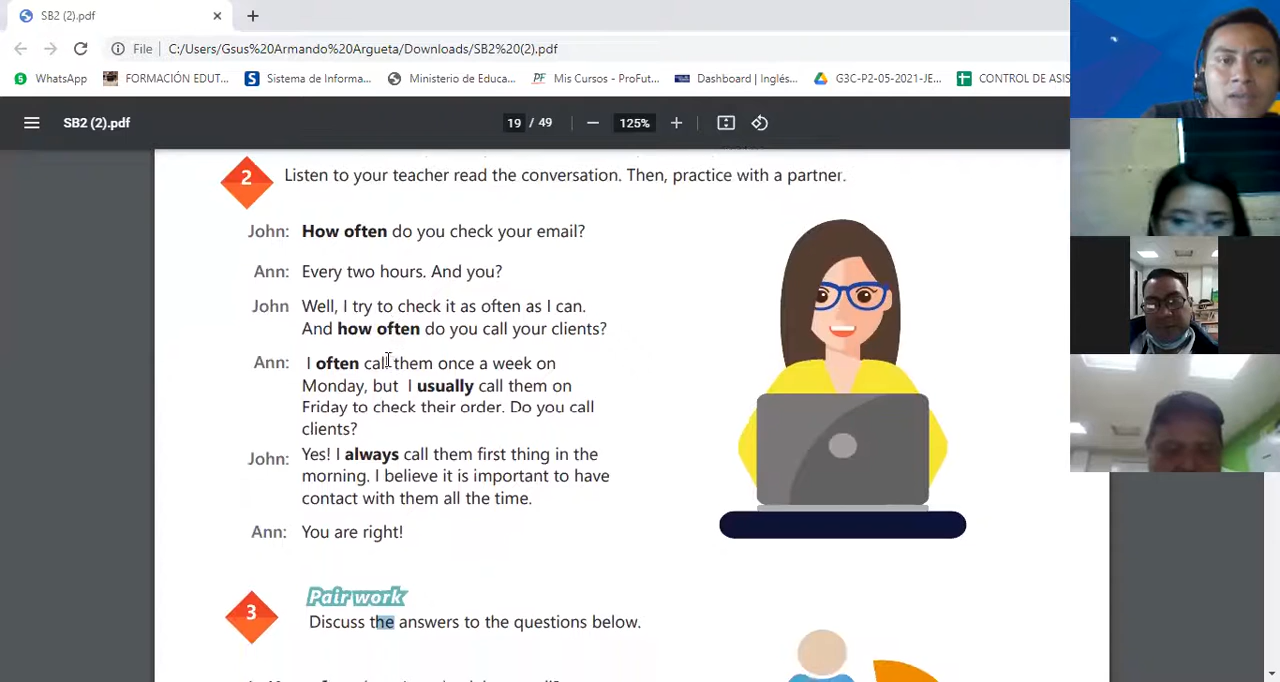 SB2 (2).pdf
File C:/Users/Gsus%20Armando%20Argueta/Downloads/SB2%20(2).pdf
WhatsApp FORMACIÓN EDUT... Sistema de Informa... Ministerio de Educa... PF Mis Cursos - ProFut... Dashboard | Inglés,... G3C-P2-05-2021-JE... CONTROL DE ASIS
SB2 (2).pdf 19 / 49 125%
2 Listen to your teacher read the conversation. Then, practice with a partner.
John: How often do you check your email?
Ann: Every two hours. And you?
John Well, I try to check it as often as I can.
And how often do you call your clients?
Ann: I often call them once a week on
Monday, but I usually call them on
Friday to check their order. Do you call
clients?
John: Yes! I always call them first thing in the
morning. I believe it is important to have
contact with them all the time.
Ann: You are right!
Pair work
3 Discuss the answers to the questions below.